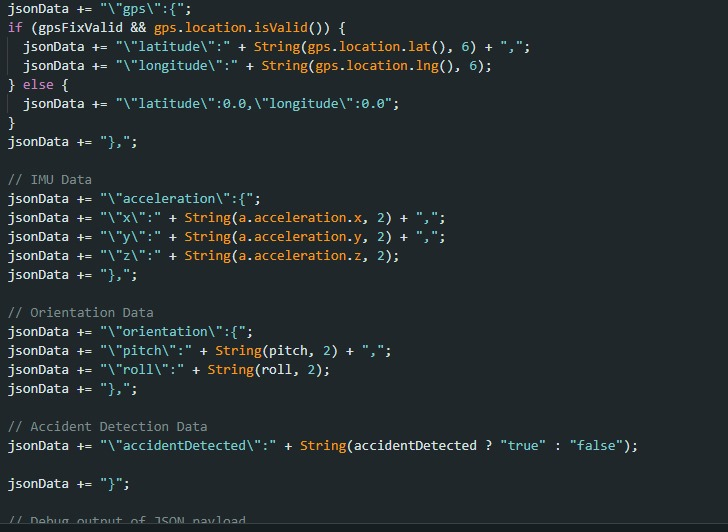 jsonData += "\"gps\":{";
if (gpsFixValid && gps.location.isValid()) {
  jsonData += "\"latitude\":" + String(gps.location.lat(), 6) + ",";
  jsonData += "\"longitude\":" + String(gps.location.lng(), 6);
} else {
  jsonData += "\"latitude\":0.0,\"longitude\":0.0";
}
jsonData += "},";

// IMU Data
jsonData += "\"acceleration\":{";
jsonData += "\"x\":" + String(a.acceleration.x, 2) + ",";
jsonData += "\"y\":" + String(a.acceleration.y, 2) + ",";
jsonData += "\"z\":" + String(a.acceleration.z, 2);
jsonData += "},";

// Orientation Data
jsonData += "\"orientation\":{";
jsonData += "\"pitch\":" + String(pitch, 2) + ",";
jsonData += "\"roll\":" + String(roll, 2);
jsonData += "},";

// Accident Detection Data
jsonData += "\"accidentDetected\":" + String(accidentDetected ? "true" : "false");

jsonData += "}";

// Debug output of JSON payload